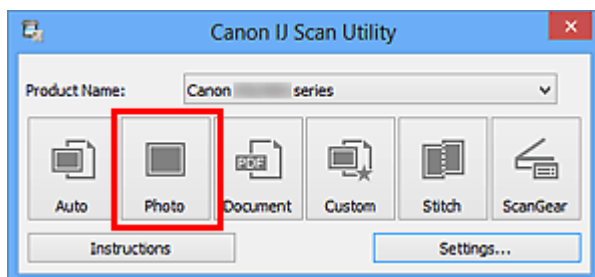 Canon IJ Scan Utility
Product Name: Canon series
PDF
Auto Photo Document Custom Stitch ScanGear
Instructions Settings...